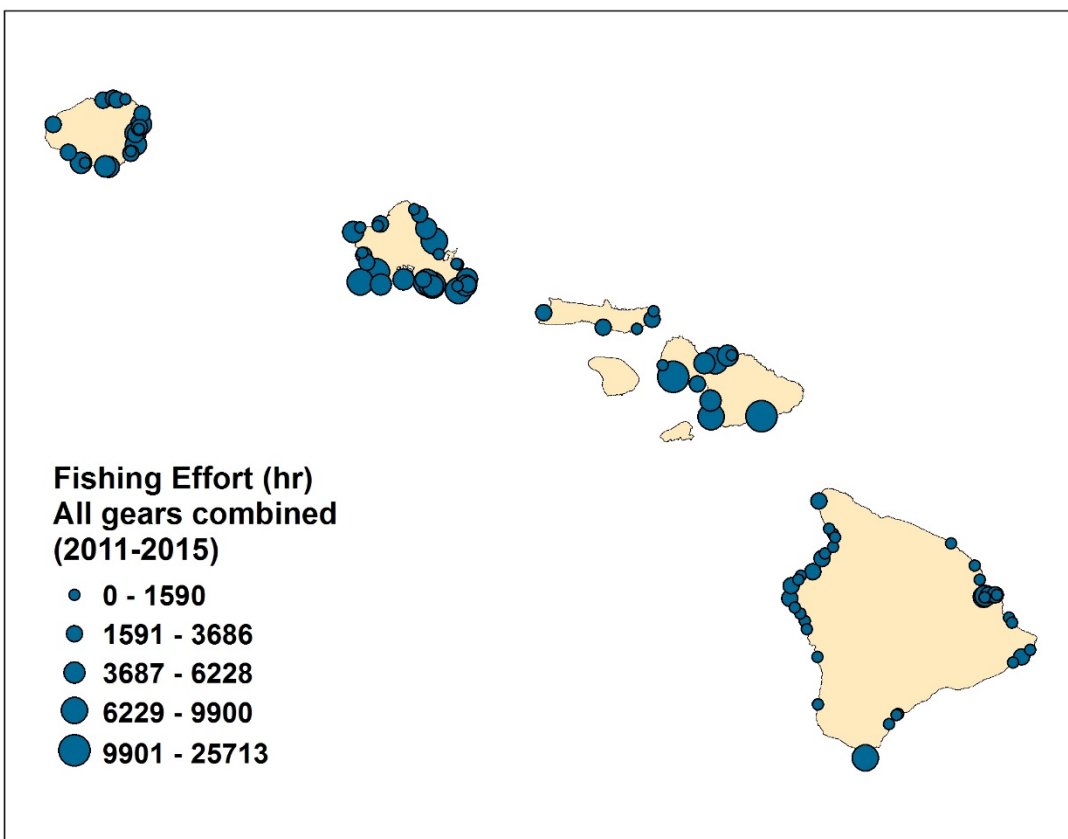 Fishing Effort (hr)
All gears combined
(2011-2015)
0 - 1590
1591 - 3686
3687 - 6228
6229 - 9900
9901 - 25713